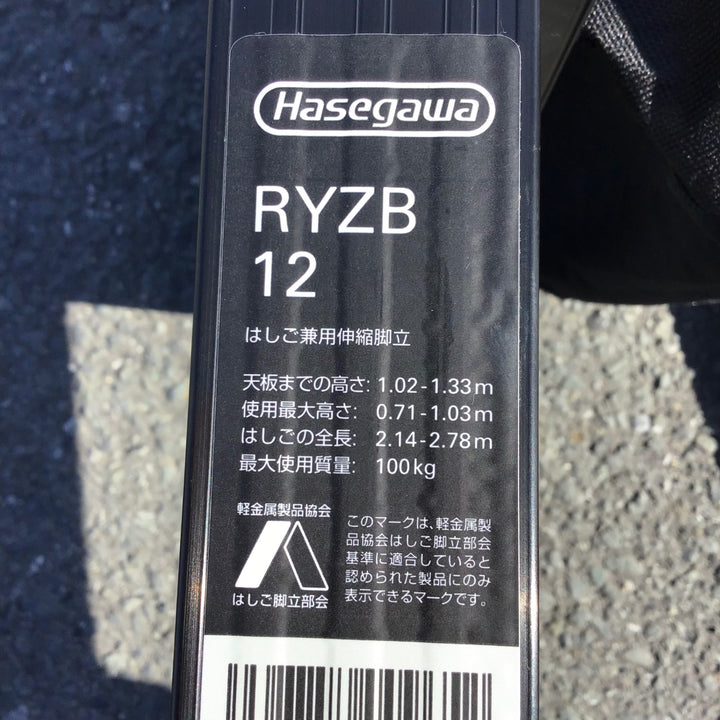 Hasegawa
RYZB
12
はしご兼用伸縮脚立
天板までの高さ: 1.02-1.33m
使用最大高さ: 0.71-1.03m
はしごの全長: 2.14-2.78m
最大使用質量: 100kg
軽金属製品協会
はしご脚立部会
このマークは、軽金属製
品協会はしご脚立部会
基準に適合していると
認められた製品にのみ
表示できるマークです。